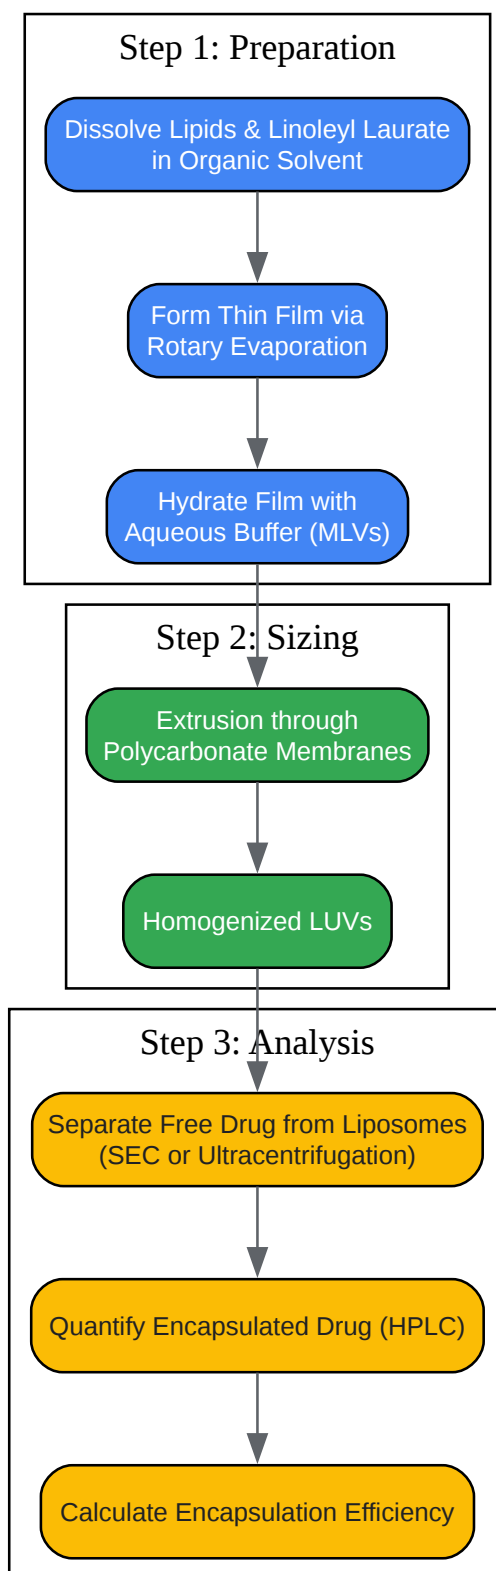 Step 1: Preparation
Dissolve Lipids & Linoleyl Laurate
in Organic Solvent
Form Thin Film via
Rotary Evaporation
Hydrate Film with
Aqueous Buffer (MLVs)
Step 2: Sizing
Extrusion through
Polycarbonate Membranes
Homogenized LUVs
Step 3: Analysis
Separate Free Drug from Liposomes
(SEC or Ultracentrifugation)
Quantify Encapsulated Drug (HPLC)
Calculate Encapsulation Efficiency